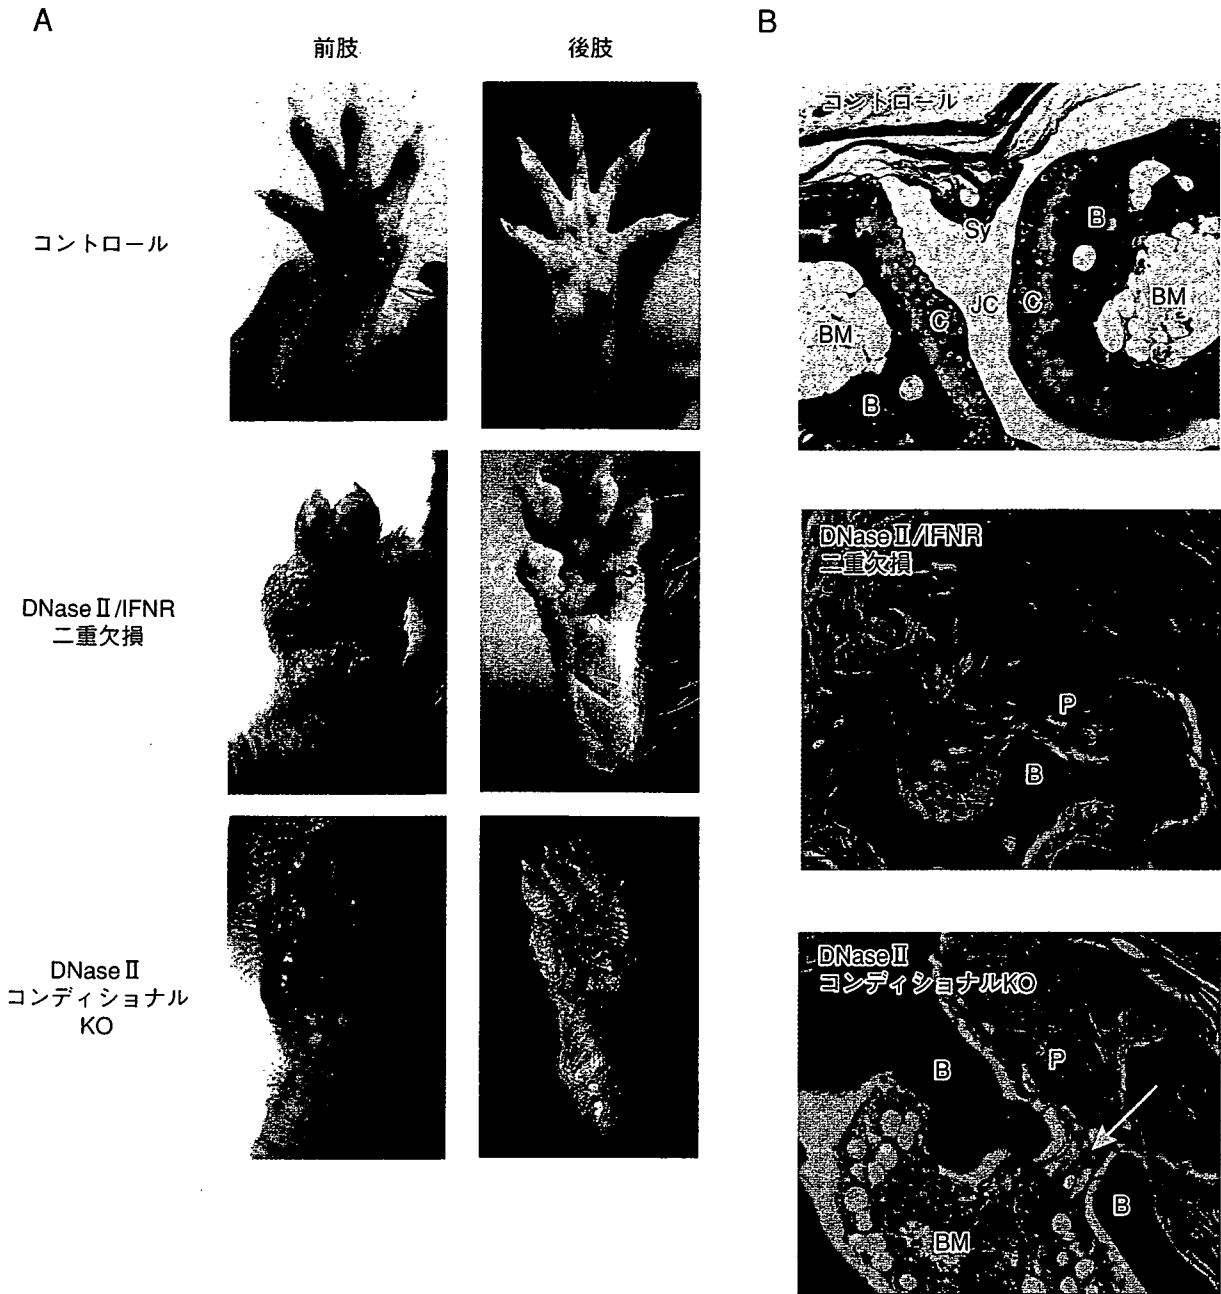 A
B
前肢
後肢
コントロール
DNase Ⅱ/IFNR
二重欠損
DNase Ⅱ
コンディショナル
KO
コントロール
Sy
B
BM
JC
C
C
BM
B
DNase Ⅱ/IFNR
二重欠損
P
B
DNase Ⅱ
コンディショナルKO
B
P
B
BM